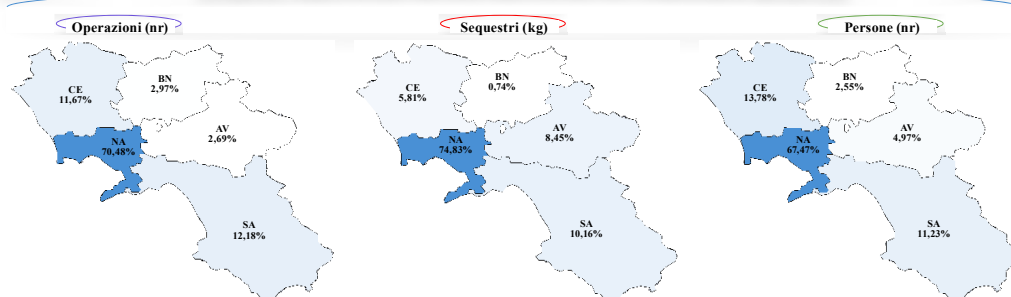 Operazioni (nr)
CE
11,67%
BN
2,97%
AV
2,69%
NA
70,48%
SA
12,18%
Sequestri (kg)
CE
5,81%
BN
0,74%
AV
8,45%
NA
74,83%
SA
10,16%
Persone (nr)
CE
13,78%
BN
2,55%
AV
4,97%
NA
67,47%
SA
11,23%